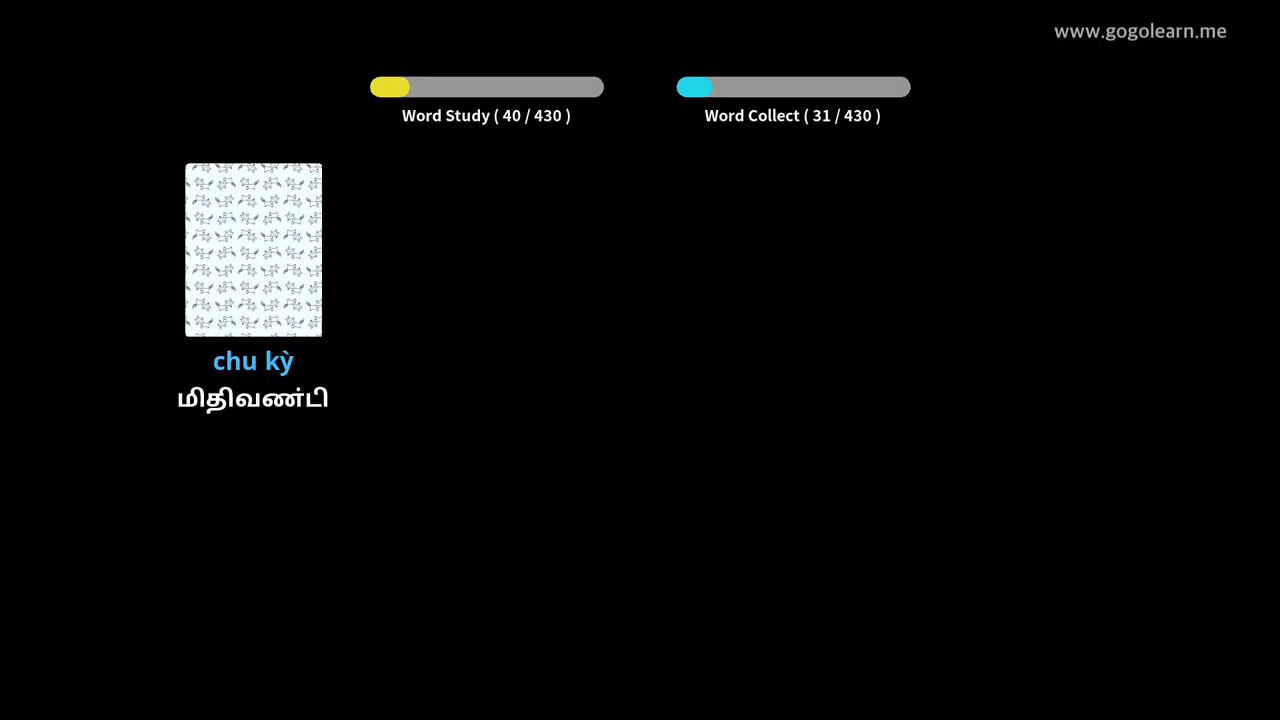 www.gogolearn.me
Word Study ( 40 / 430 )
Word Collect ( 31 / 430 )
chu kỳ
மிதிவண்டி